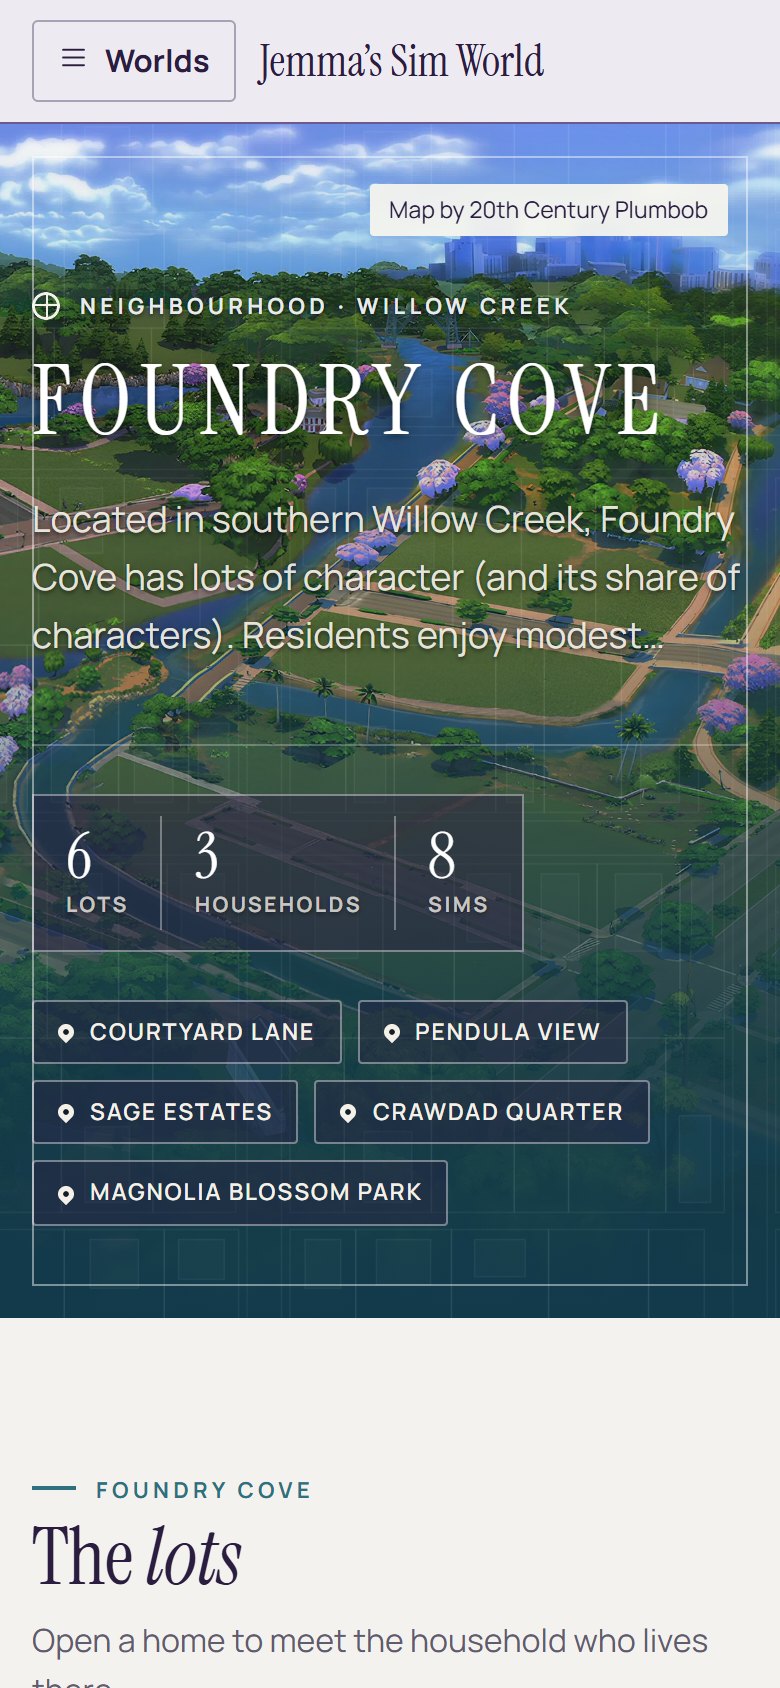 Worlds
Jemma's Sim World
Map by 20th Century Plumbob
NEIGHBOURHOOD · WILLOW CREEK
FOUNDRY COVE
Located in southern Willow Creek, Foundry
Cove has lots of character (and its share of
characters). Residents enjoy modest…
6
LOTS
3
HOUSEHOLDS
8
SIMS
COURTYARD LANE
PENDULA VIEW
SAGE ESTATES
CRAWDAD QUARTER
MAGNOLIA BLOSSOM PARK
FOUNDRY COVE
The lots
Open a home to meet the household who lives